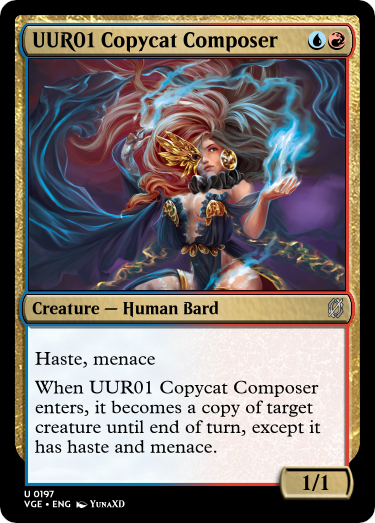 UUR01 Copycat Composer
Creature — Human Bard
Haste, menace
When UUR01 Copycat Composer
enters, it becomes a copy of target
creature until end of turn, except it
has haste and menace.
1/1
U 0197
VGE • ENG YunaXD